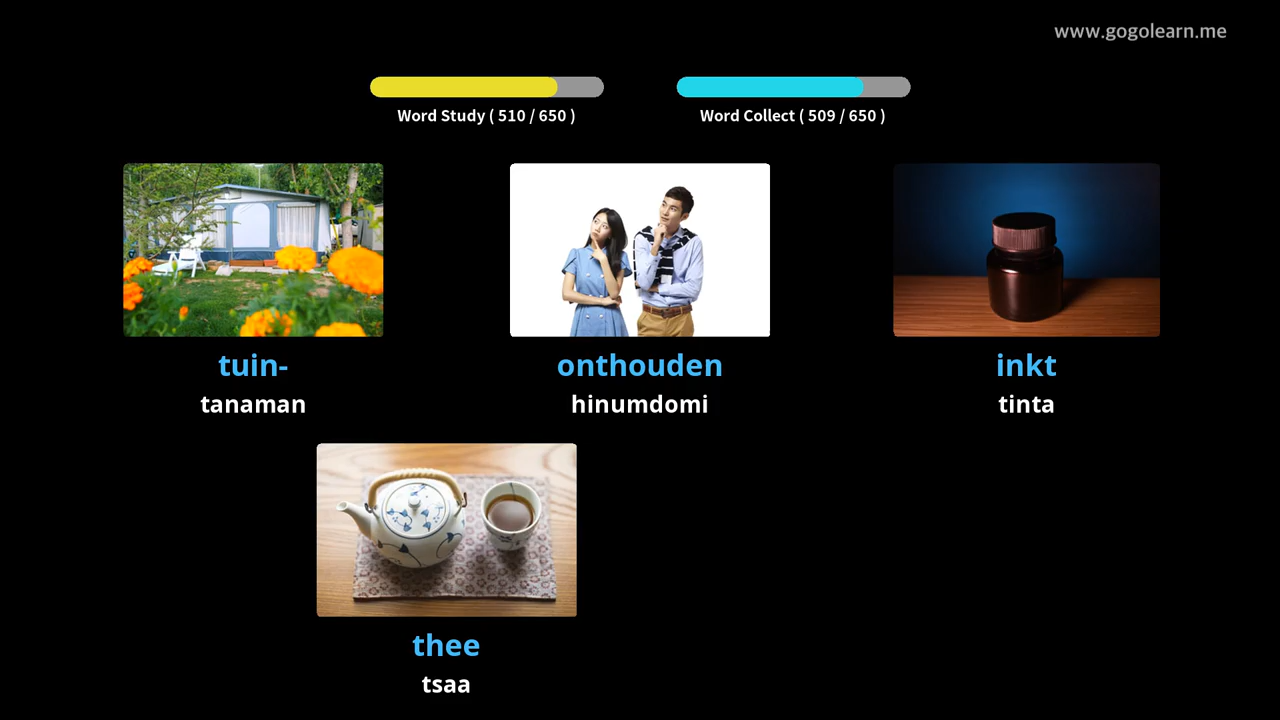 www.gogolearn.me
Word Study ( 510 / 650 )
Word Collect ( 509 / 650 )
tuin-
tanaman
onthouden
hinumdomi
inkt
tinta
thee
tsaa